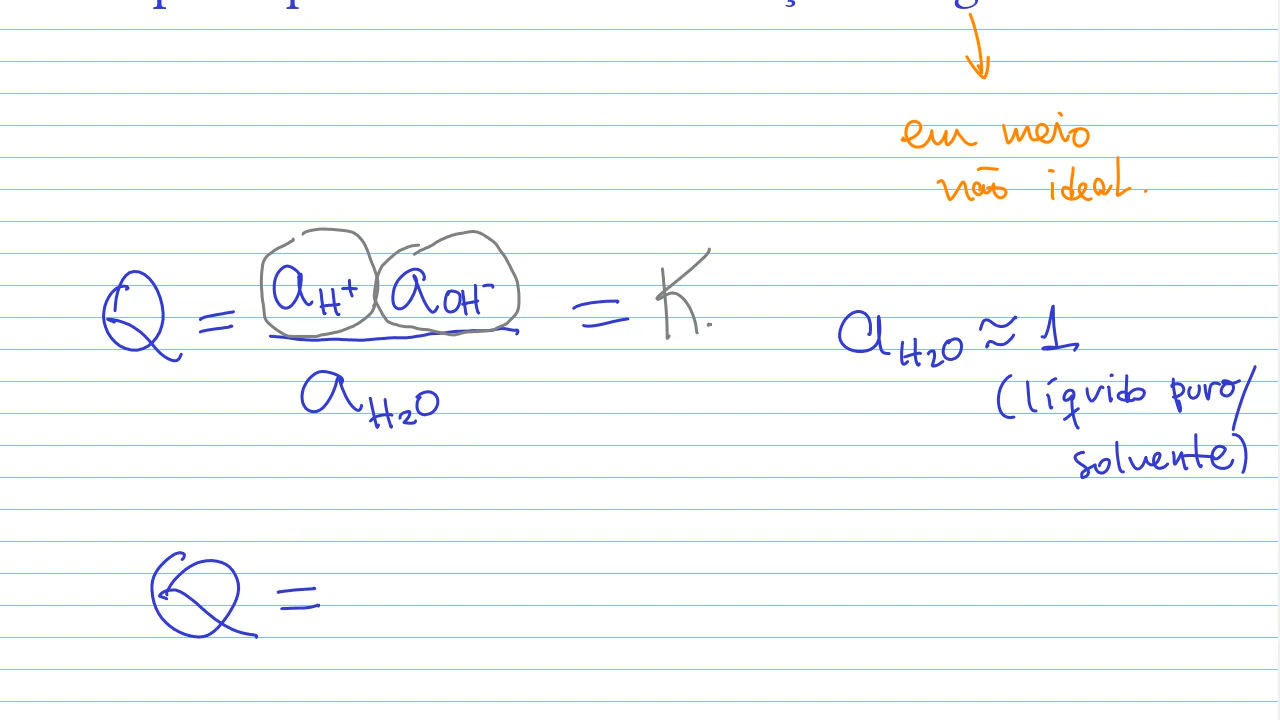 em meio
não ideal.
Q = a_H⁺ a_OH⁻ / a_H₂O = K.
a_H₂O ≈ 1
(líquido puro/
solvente)
Q =